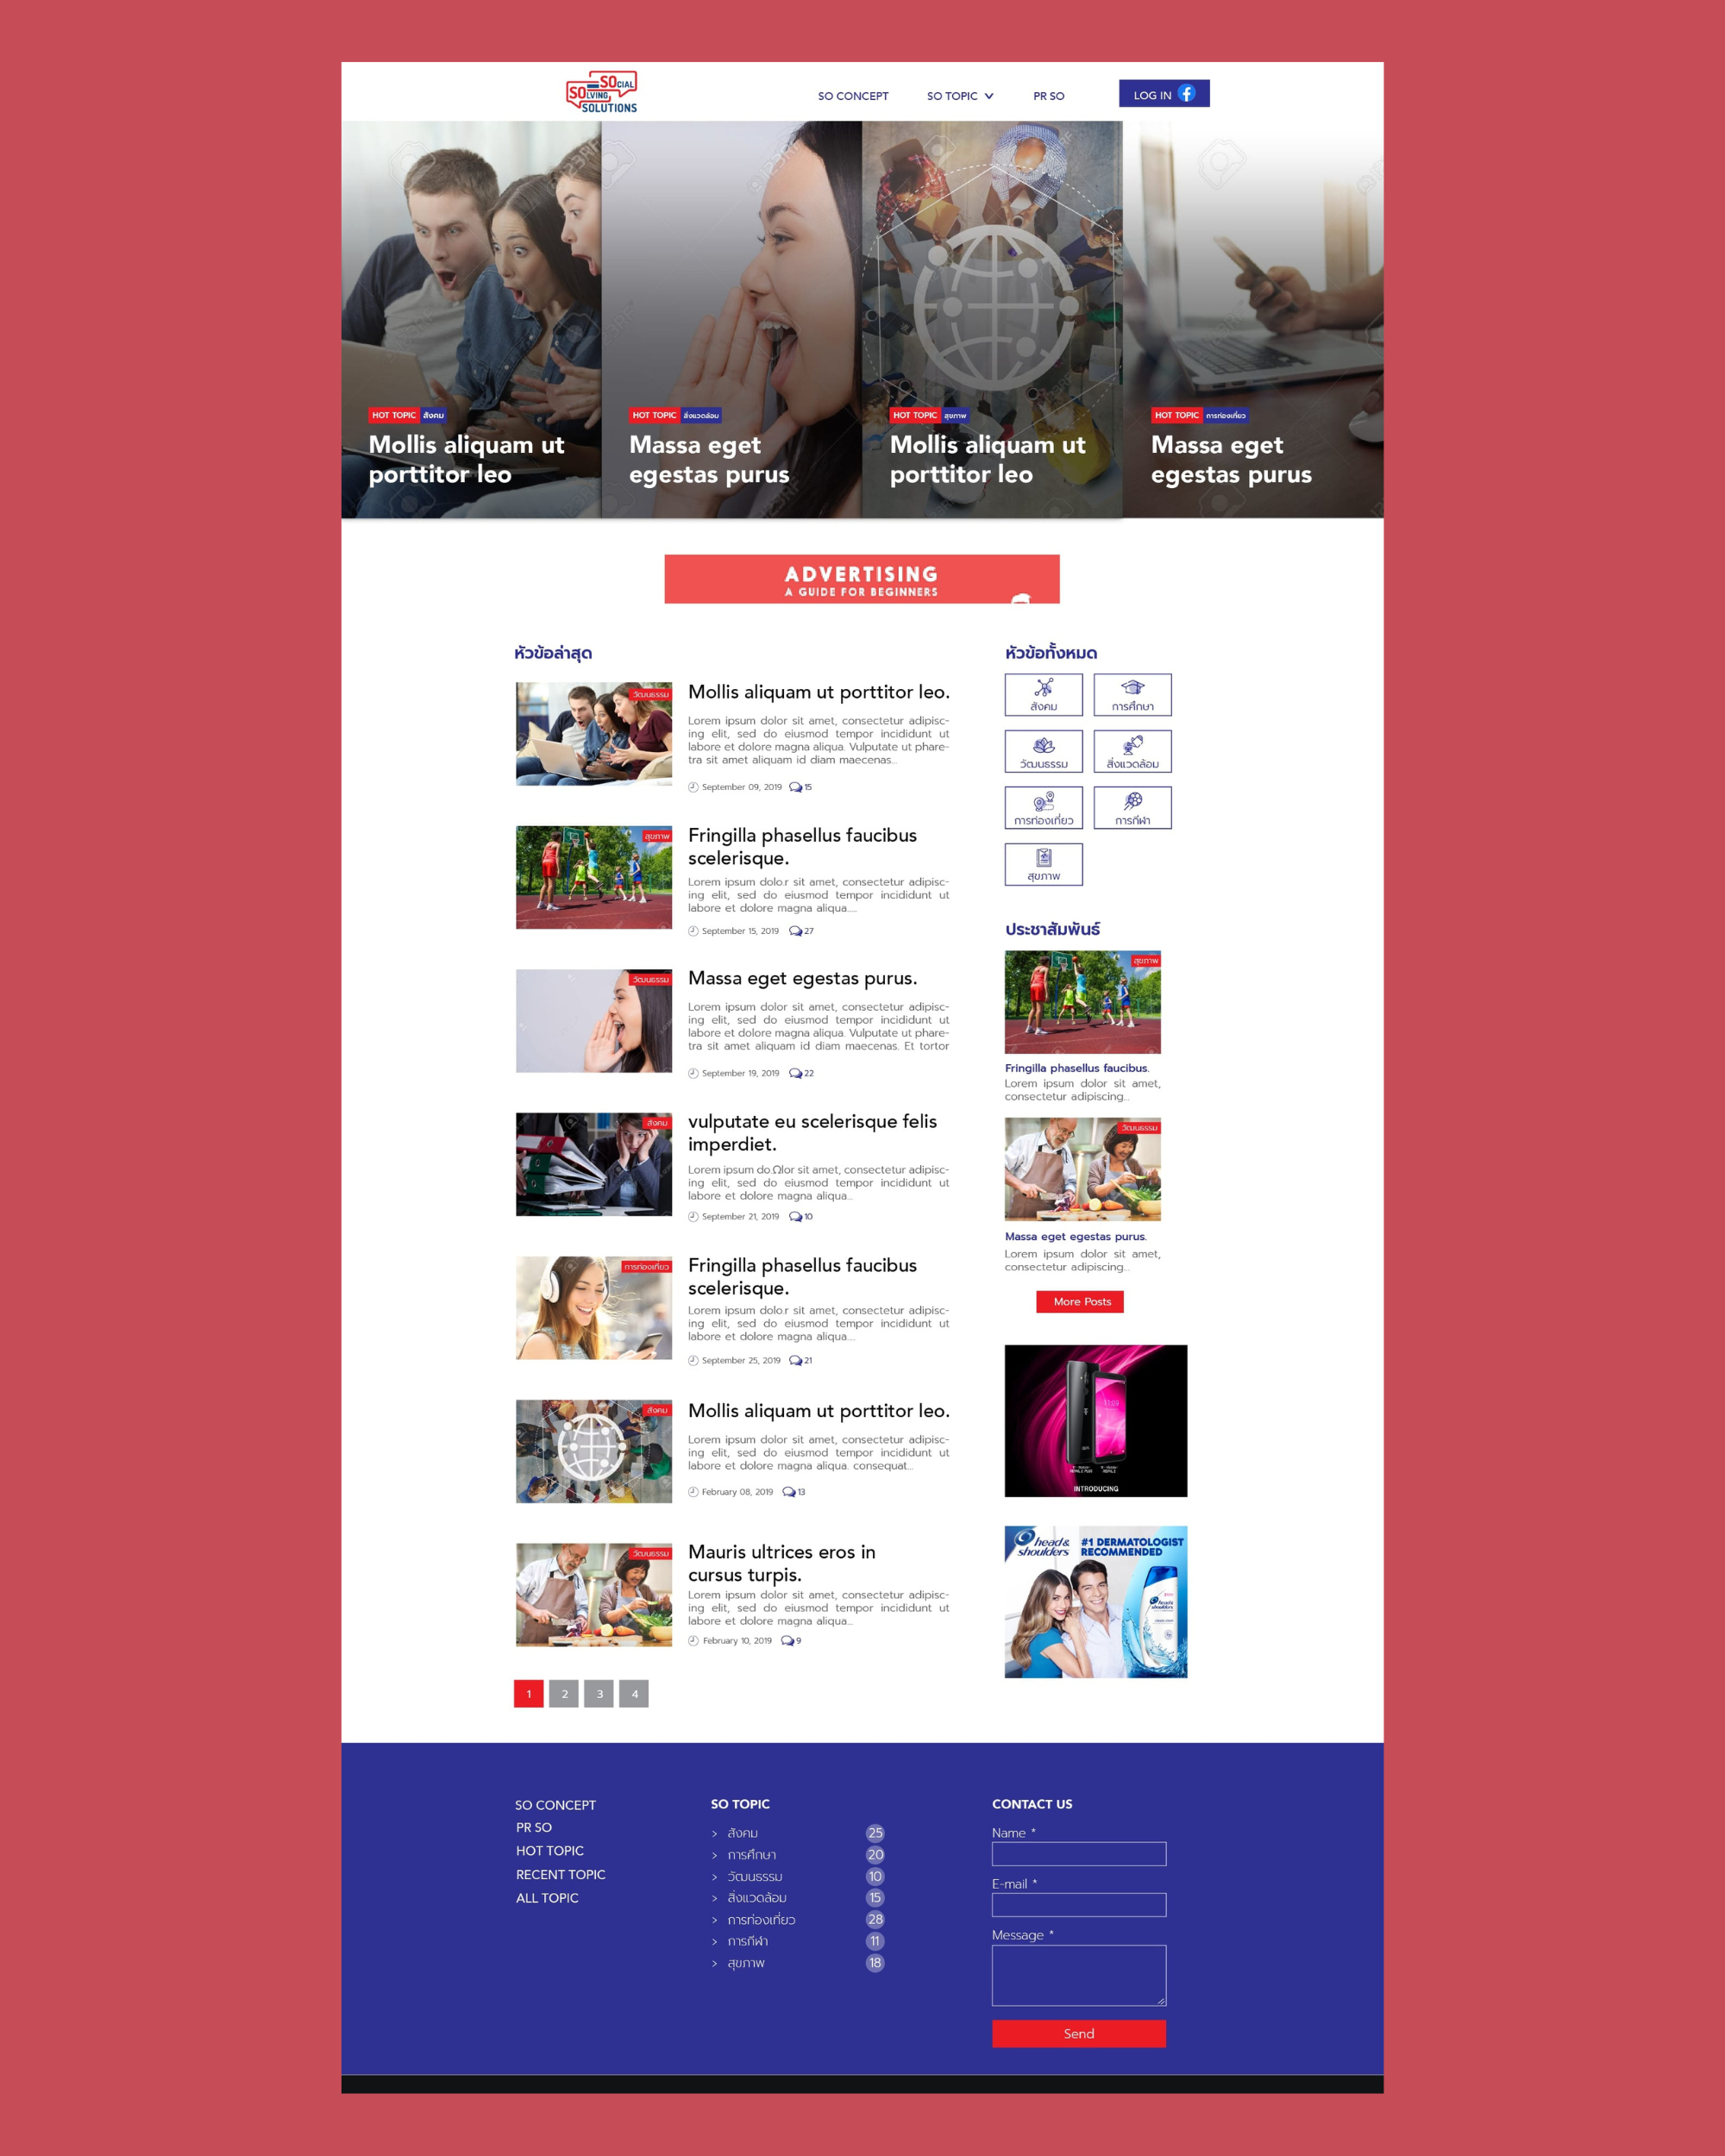 SOCIAL
SOLVING
SOLUTIONS
SO CONCEPT
SO TOPIC
PR SO
LOG IN
HOT TOPIC สังคม
Mollis aliquam ut
porttitor leo
HOT TOPIC สิ่งแวดล้อม
Massa eget
egestas purus
HOT TOPIC สุขภาพ
Mollis aliquam ut
porttitor leo
HOT TOPIC การท่องเที่ยว
Massa eget
egestas purus
ADVERTISING
A GUIDE FOR BEGINNERS
หัวข้อล่าสุด
วัฒนธรรม
Mollis aliquam ut porttitor leo.
Lorem ipsum dolor sit amet, consectetur adipisc-
ing elit, sed do eiusmod tempor incididunt ut
labore et dolore magna aliqua. Vulputate ut phare-
tra sit amet aliquam id diam maecenas...
September 09, 2019 15
สุขภาพ
Fringilla phasellus faucibus
scelerisque.
Lorem ipsum dolo.r sit amet, consectetur adipisc-
ing elit, sed do eiusmod tempor incididunt ut
labore et dolore magna aliqua....
September 15, 2019 27
วัฒนธรรม
Massa eget egestas purus.
Lorem ipsum dolor sit amet, consectetur adipisc-
ing elit, sed do eiusmod tempor incididunt ut
labore et dolore magna aliqua. Vulputate ut phare-
tra sit amet aliquam id diam maecenas. Et tortor
September 19, 2019 22
สังคม
vulputate eu scelerisque felis
imperdiet.
Lorem ipsum do.Ωlor sit amet, consectetur adipisc-
ing elit, sed do eiusmod tempor incididunt ut
labore et dolore magna aliqua...
September 21, 2019 10
การท่องเที่ยว
Fringilla phasellus faucibus
scelerisque.
Lorem ipsum dolo.r sit amet, consectetur adipisc-
ing elit, sed do eiusmod tempor incididunt ut
labore et dolore magna aliqua....
September 25, 2019 21
สังคม
Mollis aliquam ut porttitor leo.
Lorem ipsum dolor sit amet, consectetur adipisc-
ing elit, sed do eiusmod tempor incididunt ut
labore et dolore magna aliqua. consequat...
February 08, 2019 13
วัฒนธรรม
Mauris ultrices eros in
cursus turpis.
Lorem ipsum dolor sit amet, consectetur adipisc-
ing elit, sed do eiusmod tempor incididunt ut
labore et dolore magna aliqua...
February 10, 2019 9
1 2 3 4
หัวข้อทั้งหมด
สังคม
การศึกษา
วัฒนธรรม
สิ่งแวดล้อม
การท่องเที่ยว
การกีฬา
สุขภาพ
ประชาสัมพันธ์
สุขภาพ
Fringilla phasellus faucibus.
Lorem ipsum dolor sit amet,
consectetur adipiscing...
วัฒนธรรม
Massa eget egestas purus.
Lorem ipsum dolor sit amet,
consectetur adipiscing...
More Posts
11:03
INTRODUCING
head&
shoulders
#1 DERMATOLOGIST
RECOMMENDED
head&
shoulders
SO CONCEPT
PR SO
HOT TOPIC
RECENT TOPIC
ALL TOPIC
SO TOPIC
> สังคม 25
> การศึกษา 20
> วัฒนธรรม 10
> สิ่งแวดล้อม 15
> การท่องเที่ยว 28
> การกีฬา 11
> สุขภาพ 18
CONTACT US
Name *
E-mail *
Message *
Send